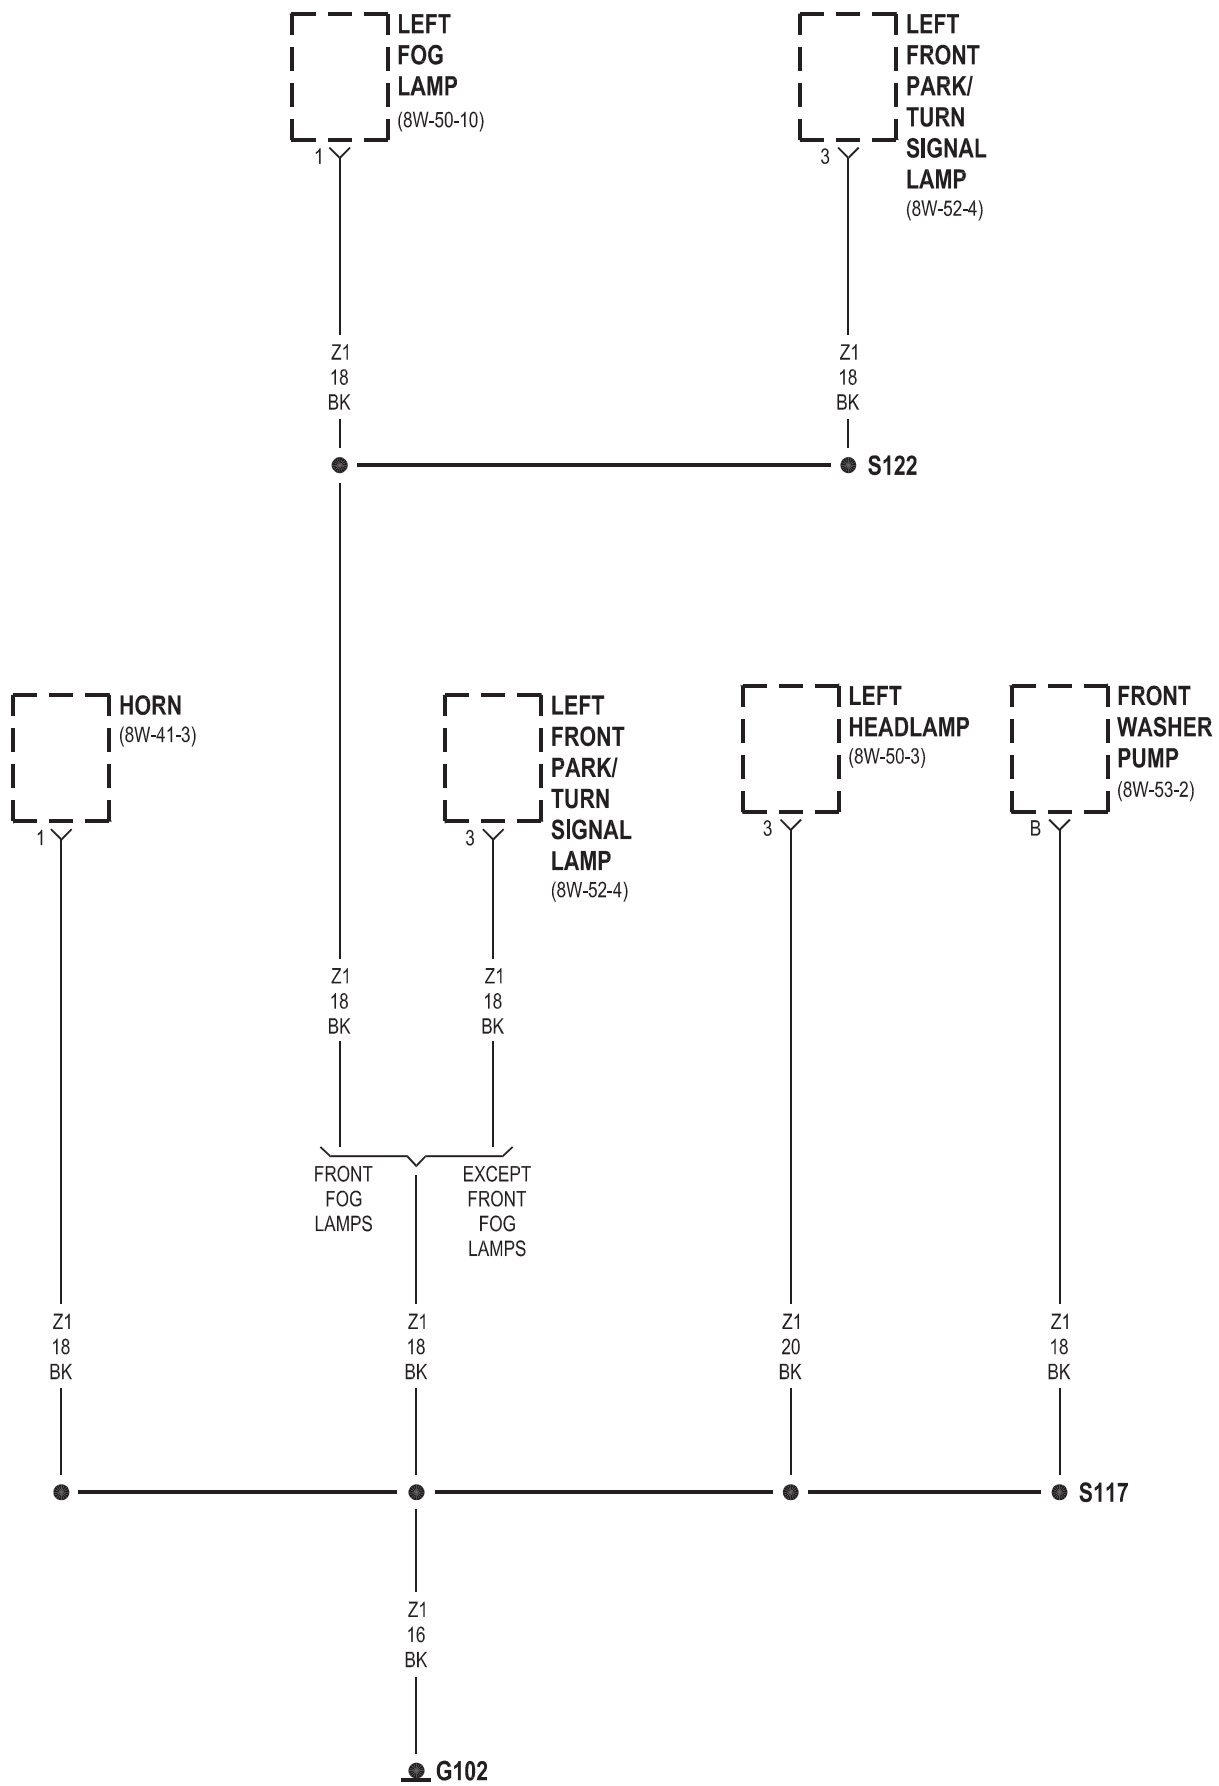 LEFT
FOG
LAMP
(8W-50-10)
1
LEFT
FRONT
PARK/
TURN
SIGNAL
LAMP
(8W-52-4)
3
Z1
18
BK
Z1
18
BK
S122
HORN
(8W-41-3)
1
LEFT
FRONT
PARK/
TURN
SIGNAL
LAMP
(8W-52-4)
3
LEFT
HEADLAMP
(8W-50-3)
3
FRONT
WASHER
PUMP
(8W-53-2)
B
Z1
18
BK
Z1
18
BK
FRONT
FOG
LAMPS
EXCEPT
FRONT
FOG
LAMPS
Z1
18
BK
Z1
18
BK
Z1
20
BK
Z1
18
BK
S117
Z1
16
BK
G102